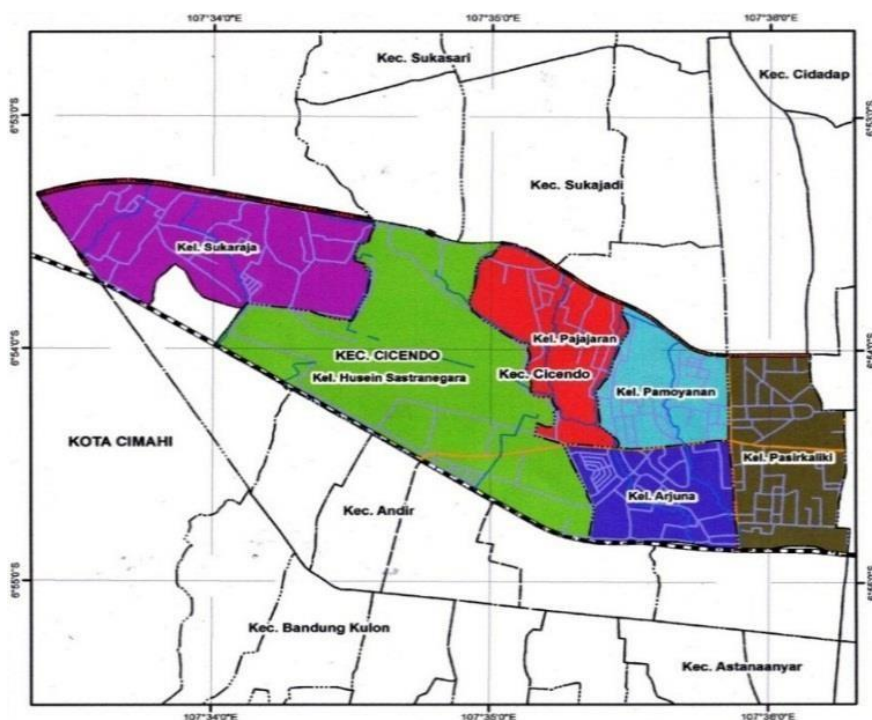 107°34'0"E 107°35'0"E 107°36'0"E
Kec. Sukasari
Kec. Cidadap
6°53'0"S 6°53'0"S
Kec. Sukajadi
Kel. Sukaraja
Kel. Pajajaran
6°54'0"S 6°54'0"S
KEC. CICENDO
Kel. Husein Sastranegara
Kec. Cicendo
Kel. Pamoyanan
KOTA CIMAHI
Kel. Pasirkaliki
Kel. Arjuna
Kec. Andir
6°55'0"S 6°55'0"S
Kec. Bandung Kulon
Kec. Astanaanyar
107°34'0"E 107°35'0"E 107°36'0"E